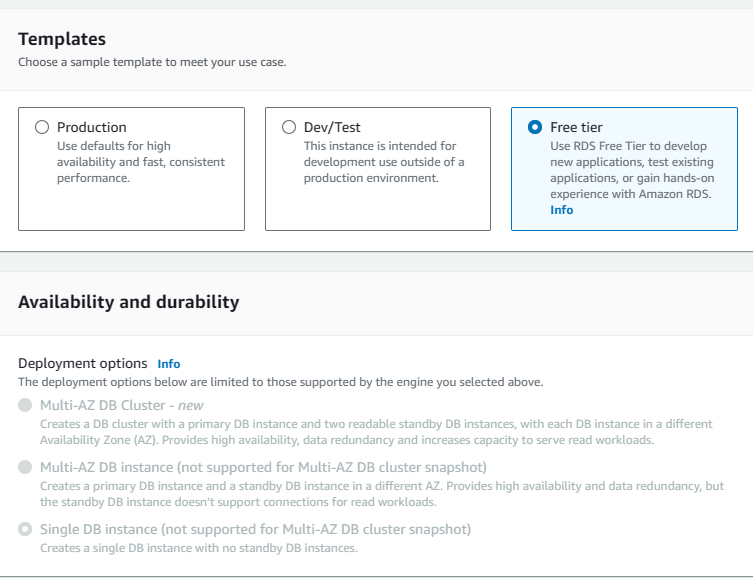 Templates
Choose a sample template to meet your use case.
Production
Use defaults for high
availability and fast, consistent
performance.
Dev/Test
This instance is intended for
development use outside of a
production environment.
Free tier
Use RDS Free Tier to develop
new applications, test existing
applications, or gain hands-on
experience with Amazon RDS.
Info
Availability and durability
Deployment options Info
The deployment options below are limited to those supported by the engine you selected above.
Multi-AZ DB Cluster - new
Creates a DB cluster with a primary DB instance and two readable standby DB instances, with each DB instance in a different
Availability Zone (AZ). Provides high availability, data redundancy and increases capacity to serve read workloads.
Multi-AZ DB instance (not supported for Multi-AZ DB cluster snapshot)
Creates a primary DB instance and a standby DB instance in a different AZ. Provides high availability and data redundancy, but
the standby DB instance doesn't support connections for read workloads.
Single DB instance (not supported for Multi-AZ DB cluster snapshot)
Creates a single DB instance with no standby DB instances.